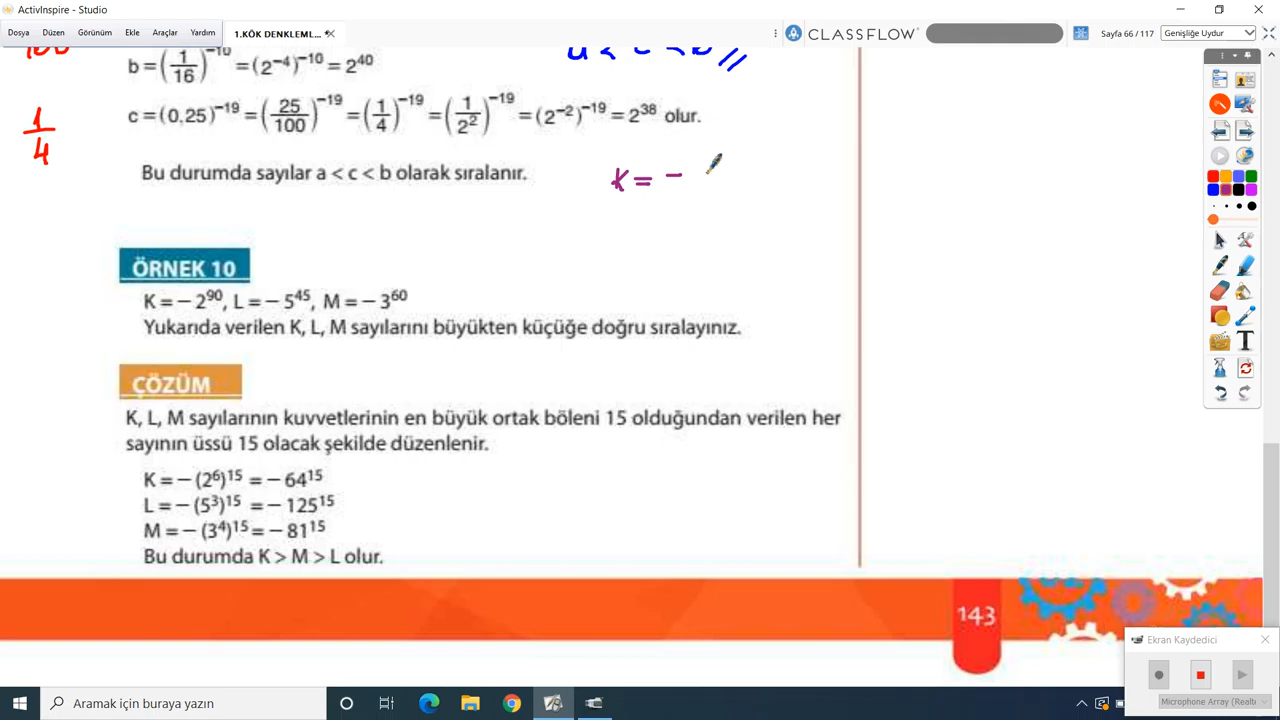 ActivInspire - Studio
Dosya Düzen Görünüm Ekle Araçlar Yardım 1.KÖK DENKLEML... CLASSFLOW Sayfa 66 / 117 Genişliğe Uydur
b = (1/16)^-10 = (2^-4)^-10 = 2^40
a < c < b //
1/4
c = (0,25)^-19 = (25/100)^-19 = (1/4)^-19 = (1/2^2)^-19 = (2^-2)^-19 = 2^38 olur.
Bu durumda sayılar a < c < b olarak sıralanır.
K = -
ÖRNEK 10
K = – 2^90, L = – 5^45, M = – 3^60
Yukarıda verilen K, L, M sayılarını büyükten küçüğe doğru sıralayınız.
ÇÖZÜM
K, L, M sayılarının kuvvetlerinin en büyük ortak böleni 15 olduğundan verilen her
sayının üssü 15 olacak şekilde düzenlenir.
K = – (2^6)^15 = – 64^15
L = – (5^3)^15 = – 125^15
M = – (3^4)^15 = – 81^15
Bu durumda K > M > L olur.
143
Ekran Kaydedici
Microphone Array (Realte
Aramak için buraya yazın